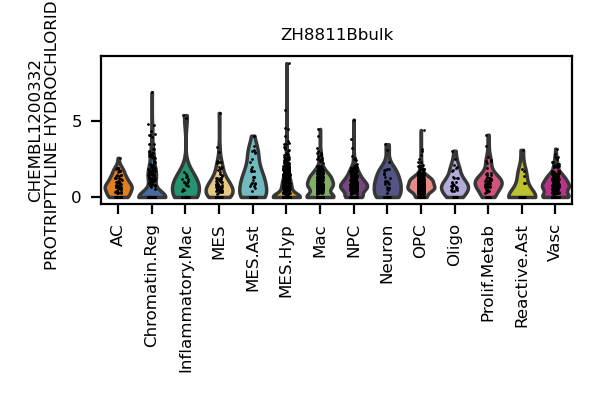 ZH8811Bbulk
CHEMBL1200332
PROTRIPTYLINE HYDROCHLORID
5
0
AC
Chromatin.Reg
Inflammatory.Mac
MES
MES.Ast
MES.Hyp
Mac
NPC
Neuron
OPC
Oligo
Prolif.Metab
Reactive.Ast
Vasc